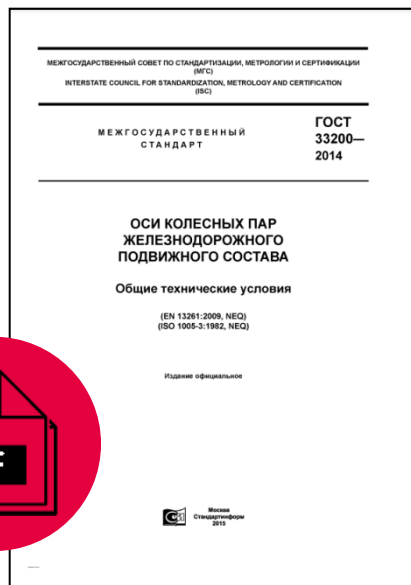 МЕЖГОСУДАРСТВЕННЫЙ СОВЕТ ПО СТАНДАРТИЗАЦИИ, МЕТРОЛОГИИ И СЕРТИФИКАЦИИ
(МГС)
INTERSTATE COUNCIL FOR STANDARDIZATION, METROLOGY AND CERTIFICATION
(ISC)
МЕЖГОСУДАРСТВЕННЫЙ
СТАНДАРТ
ГОСТ
33200—
2014
ОСИ КОЛЕСНЫХ ПАР
ЖЕЛЕЗНОДОРОЖНОГО
ПОДВИЖНОГО СОСТАВА
Общие технические условия
(EN 13261:2009, NEQ)
(ISO 1005-3:1982, NEQ)
Издание официальное
Москва
Стандартинформ
2015